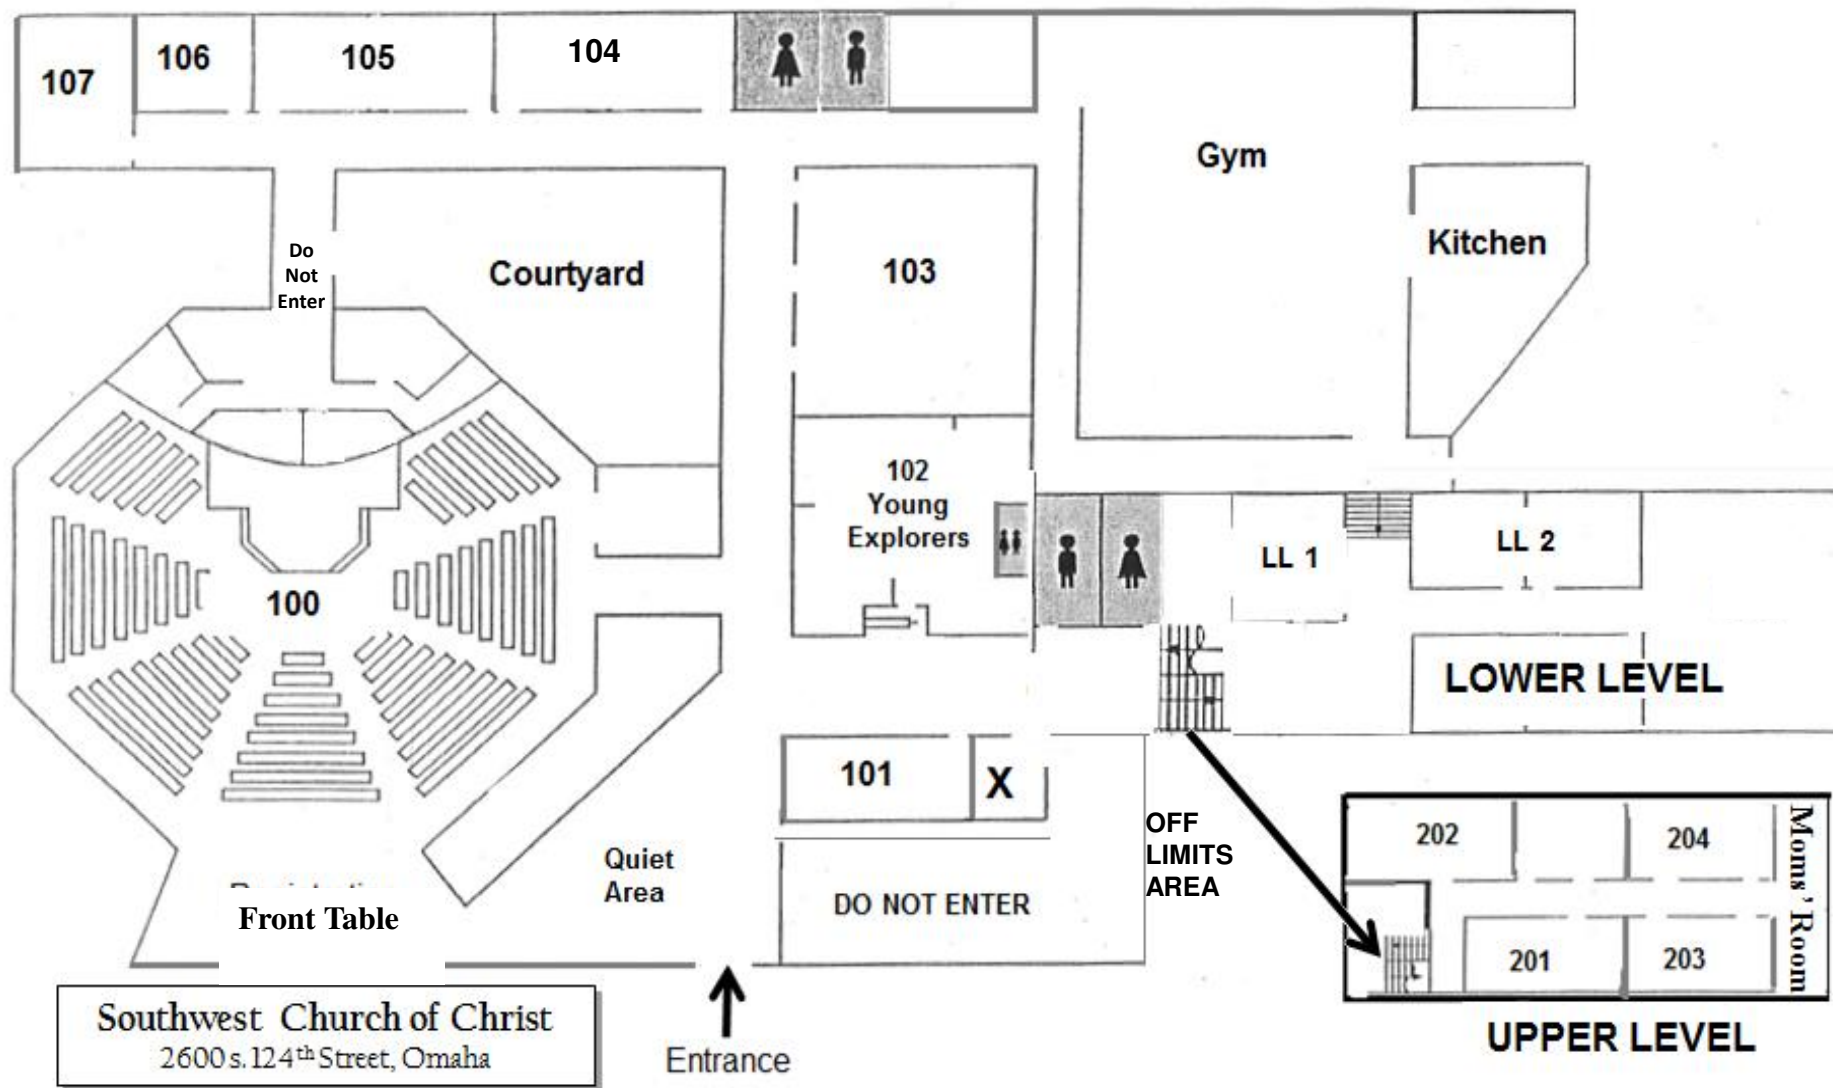 107
106
105
104
Gym
Do
Not
Enter
Courtyard
103
Kitchen
102
Young
Explorers
LL 1
LL 2
100
LOWER LEVEL
101
X
OFF
LIMITS
AREA
Quiet
Area
DO NOT ENTER
Front Table
202
204
201
203
Moms' Room
UPPER LEVEL
Southwest Church of Christ
2600 s.124th Street, Omaha
Entrance